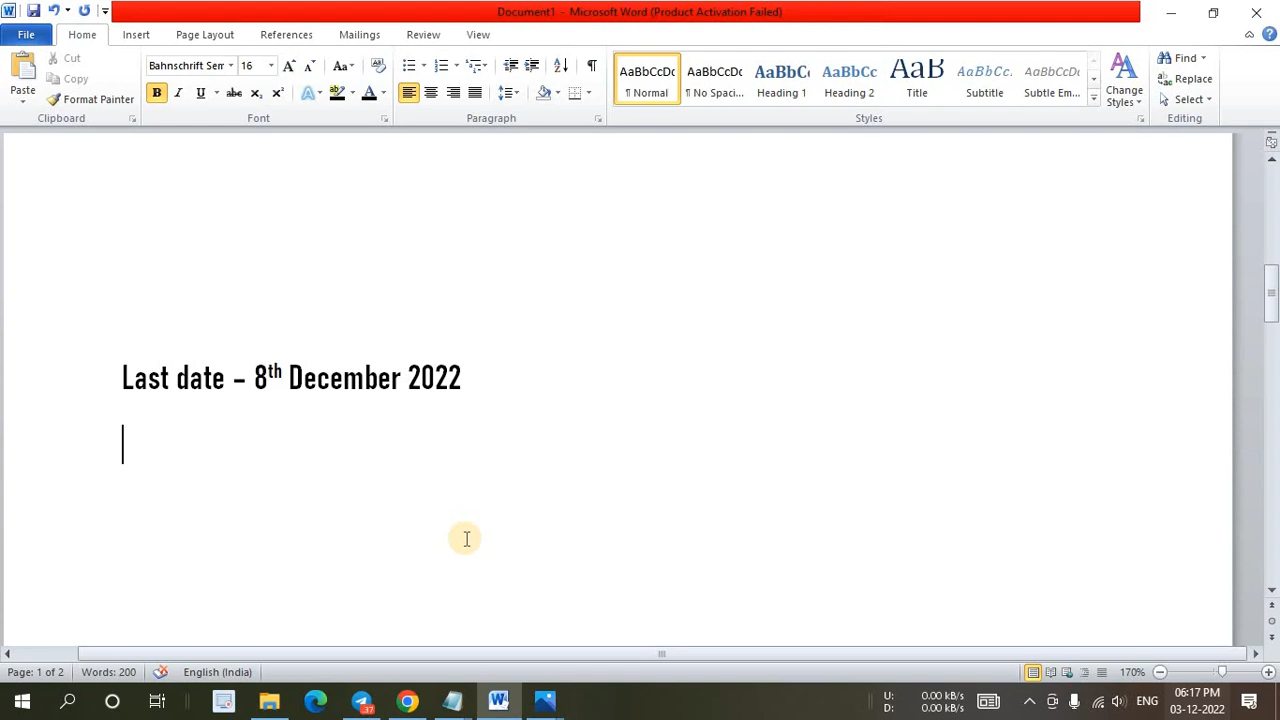 Document1 - Microsoft Word (Product Activation Failed)
File Home Insert Page Layout References Mailings Review View
Paste
Cut
Copy
Format Painter
Clipboard
Bahnschrift Sem 16
B I U abc x₂ x²
Font
Paragraph
AaBbCcDc ¶ Normal
AaBbCcDc ¶ No Spaci...
AaBbCc Heading 1
AaBbCc Heading 2
AaB Title
AaBbCc. Subtitle
AaBbCcDc Subtle Em...
Change Styles
Styles
Find
Replace
Select
Editing
Last date – 8th December 2022
Page: 1 of 2 Words: 200 English (India) 170%
37
U: 0.00 kB/s
D: 0.00 kB/s
ENG
06:17 PM
03-12-2022